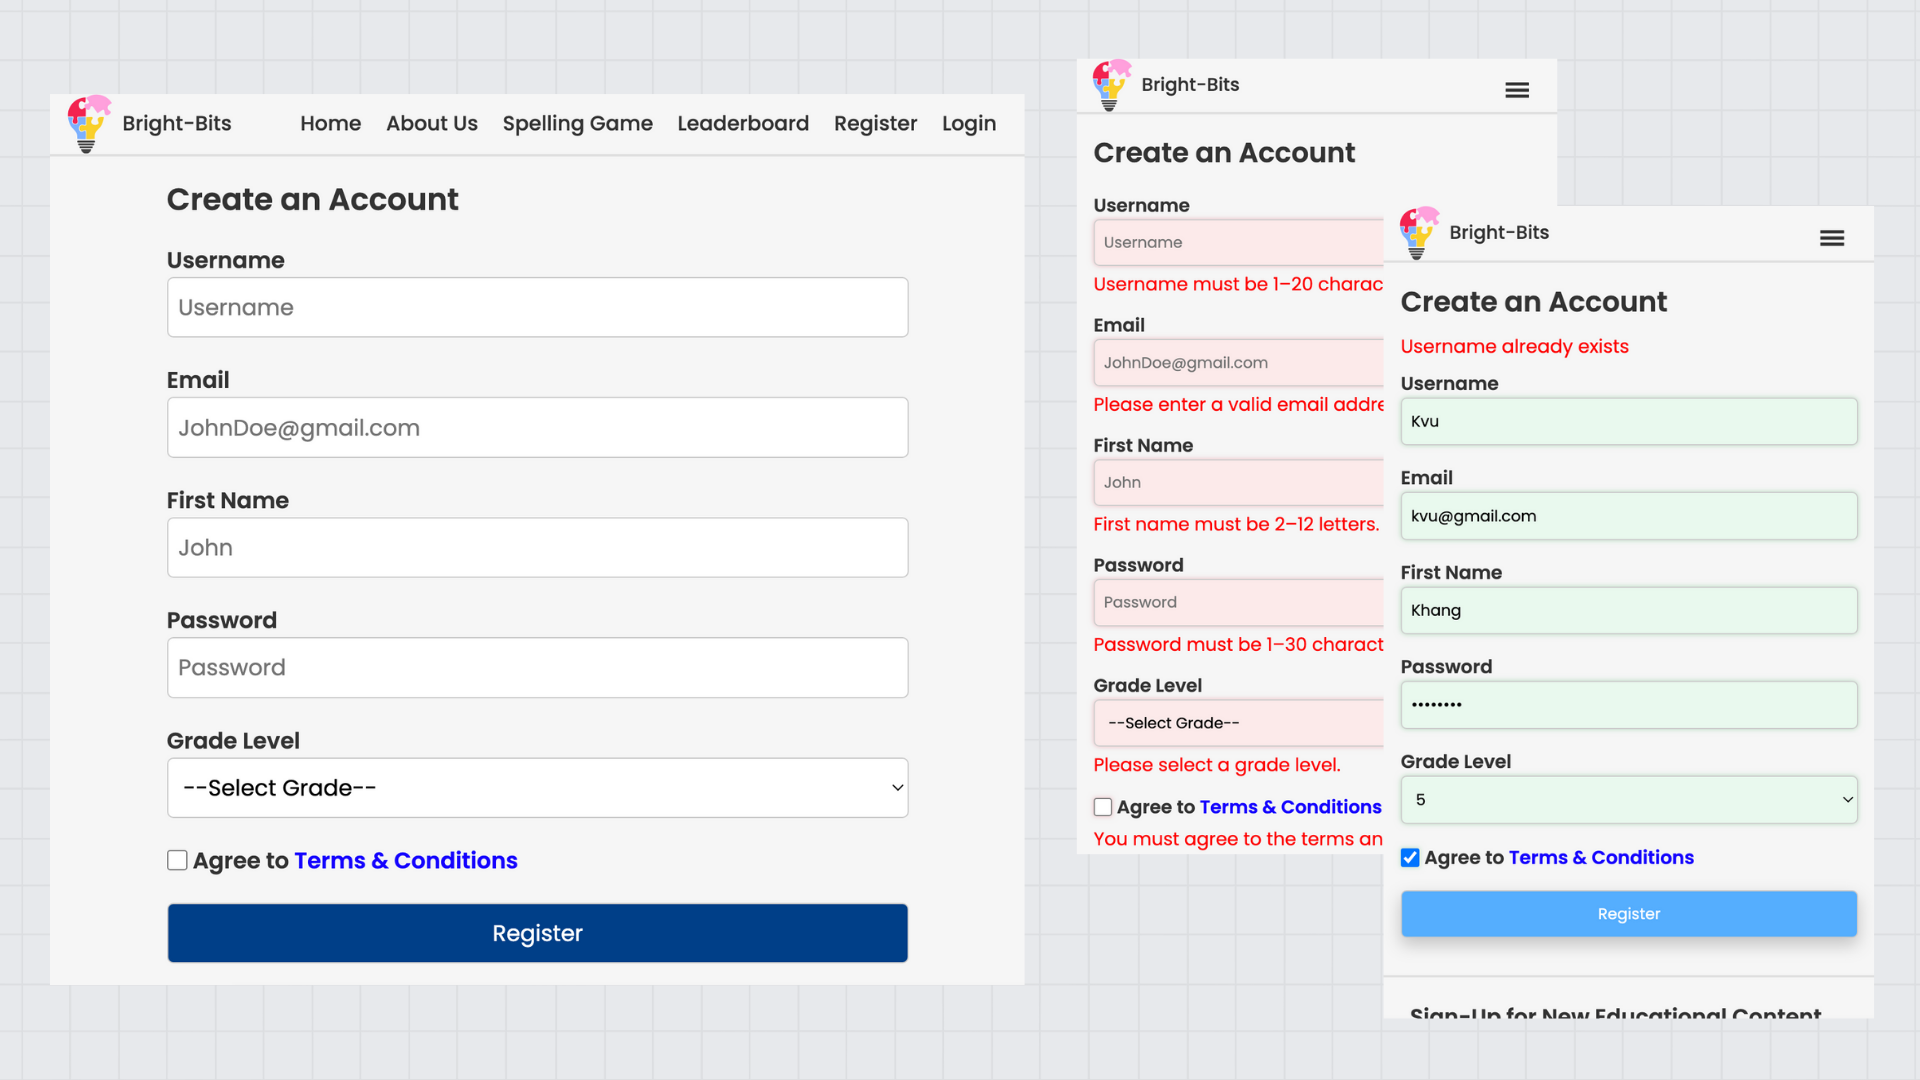 Bright-Bits Home About Us Spelling Game Leaderboard Register Login
Create an Account
Username
Username
Email
JohnDoe@gmail.com
First Name
John
Password
Password
Grade Level
--Select Grade--
Agree to Terms & Conditions
Register
Bright-Bits
Create an Account
Username
Username
Username must be 1–20 charac
Email
JohnDoe@gmail.com
Please enter a valid email addre
First Name
John
First name must be 2–12 letters.
Password
Password
Password must be 1–30 charact
Grade Level
--Select Grade--
Please select a grade level.
Agree to Terms & Conditions
You must agree to the terms an
Bright-Bits
Create an Account
Username already exists
Username
Kvu
Email
kvu@gmail.com
First Name
Khang
Password
••••••••
Grade Level
5
Agree to Terms & Conditions
Register
Sign-Up for New Educational Content